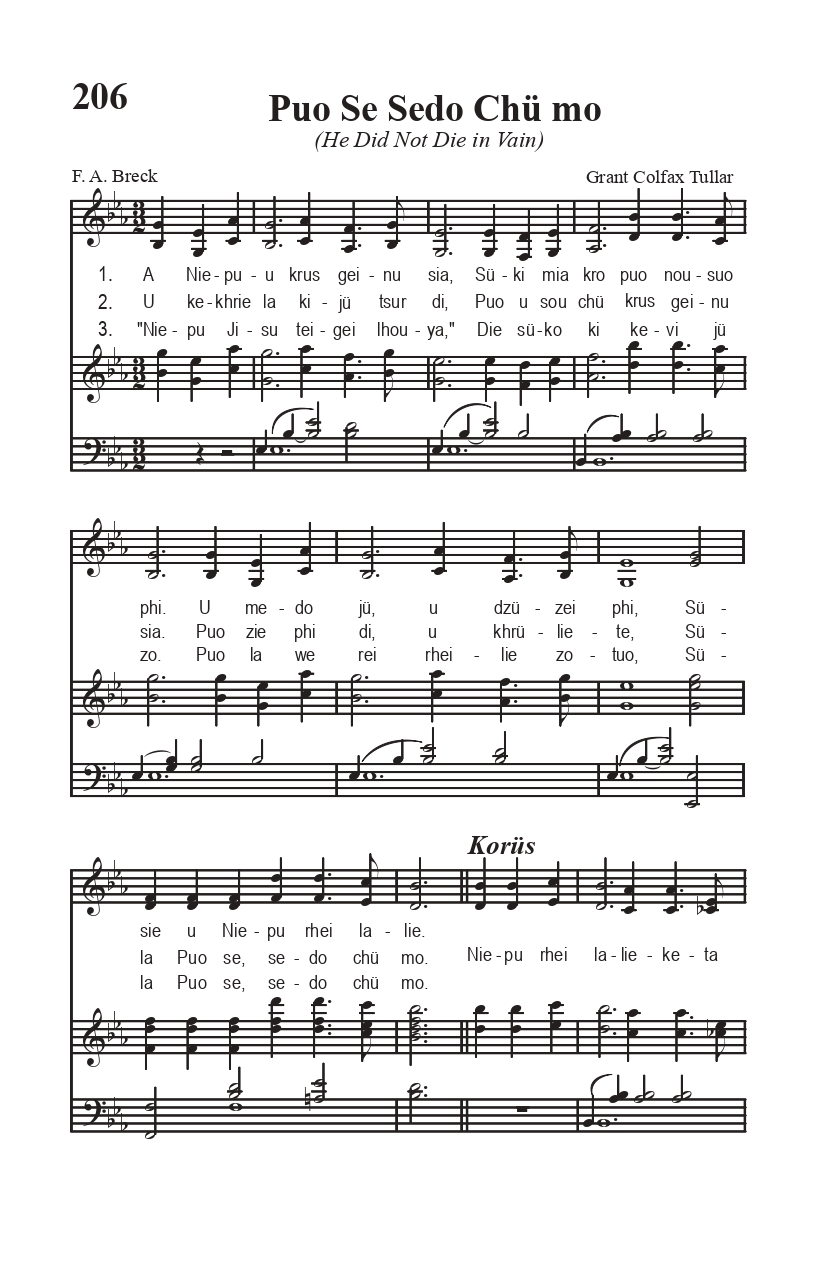 206
Puo Se Sedo Chü mo
(He Did Not Die in Vain)
F. A. Breck
Grant Colfax Tullar
1. A Nie - pu - u krus gei - nu sia, Sü - ki mia kro puo nou - suo
2. U ke - khrie la ki - jü tsur di, Puo u sou chü krus gei - nu
3. "Nie - pu Ji - su tei - gei lhou - ya," Die sü - ko ki ke - vi jü
phi. U me - do jü, u dzü - zei phi, Sü -
sia. Puo zie phi di, u khrü - lie - te, Sü -
zo. Puo la we rei rhei - lie zo - tuo, Sü -
Korüs
sie u Nie - pu rhei la - lie.
la Puo se, se - do chü mo. Nie - pu rhei la - lie - ke - ta
la Puo se, se - do chü mo.